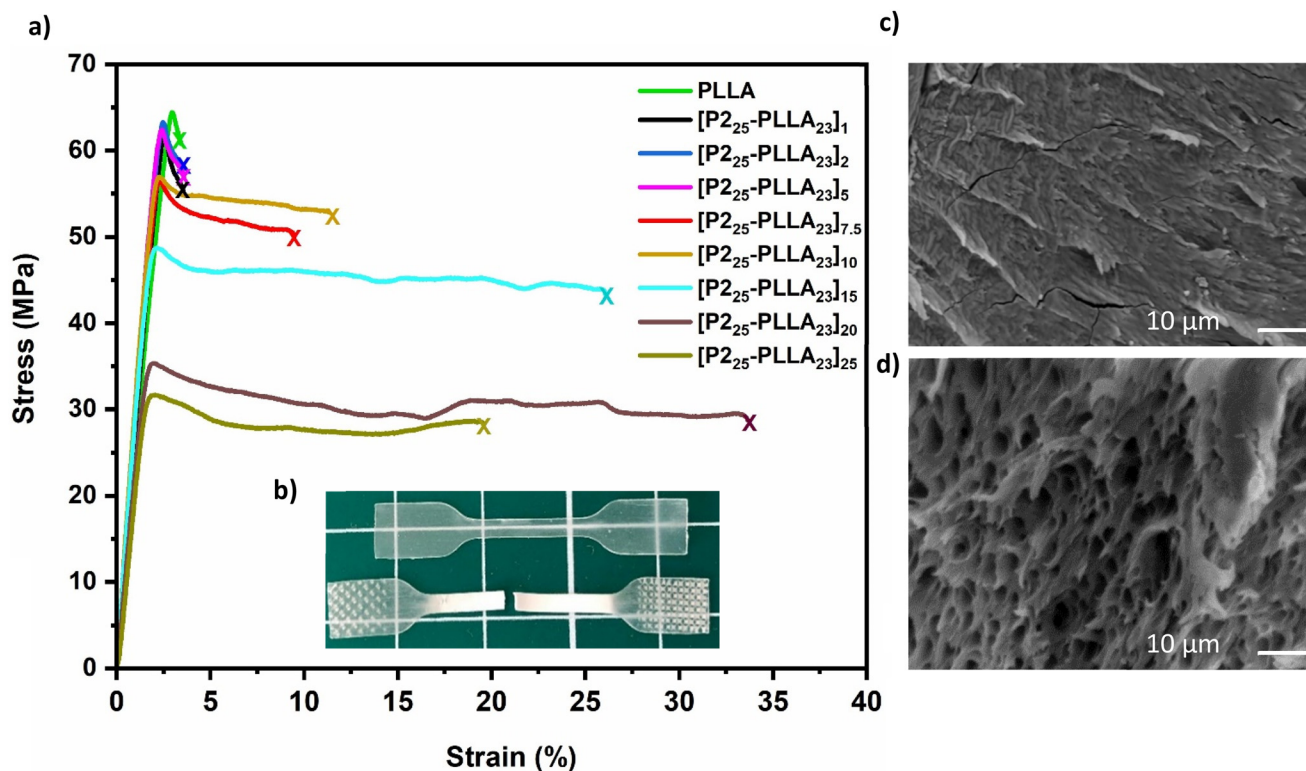 a)
c)
70
60
50
40
30
20
10
0
Stress (MPa)
PLLA
[P2₂₅-PLLA₂₃]₁
[P2₂₅-PLLA₂₃]₂
[P2₂₅-PLLA₂₃]₅
[P2₂₅-PLLA₂₃]₇.₅
[P2₂₅-PLLA₂₃]₁₀
[P2₂₅-PLLA₂₃]₁₅
[P2₂₅-PLLA₂₃]₂₀
[P2₂₅-PLLA₂₃]₂₅
X
X
X
X
X
X
X
X
X
b)
0 5 10 15 20 25 30 35 40
Strain (%)
10 µm
d)
10 µm